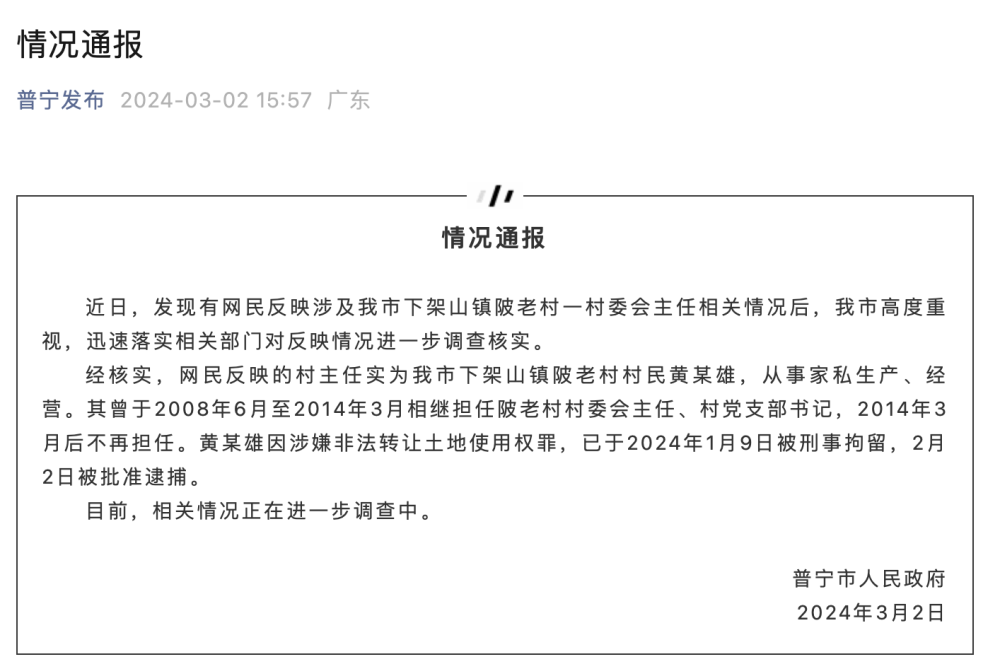 情况通报
普宁发布 2024-03-02 15:57 广东
情况通报
近日，发现有网民反映涉及我市下架山镇陂老村一村委会主任相关情况后，我市高度重
视，迅速落实相关部门对反映情况进一步调查核实。
经核实，网民反映的村主任实为我市下架山镇陂老村村民黄某雄，从事家私生产、经
营。其曾于2008年6月至2014年3月相继担任陂老村村委会主任、村党支部书记，2014年3
月后不再担任。黄某雄因涉嫌非法转让土地使用权罪，已于2024年1月9日被刑事拘留，2月
2日被批准逮捕。
目前，相关情况正在进一步调查中。
普宁市人民政府
2024年3月2日